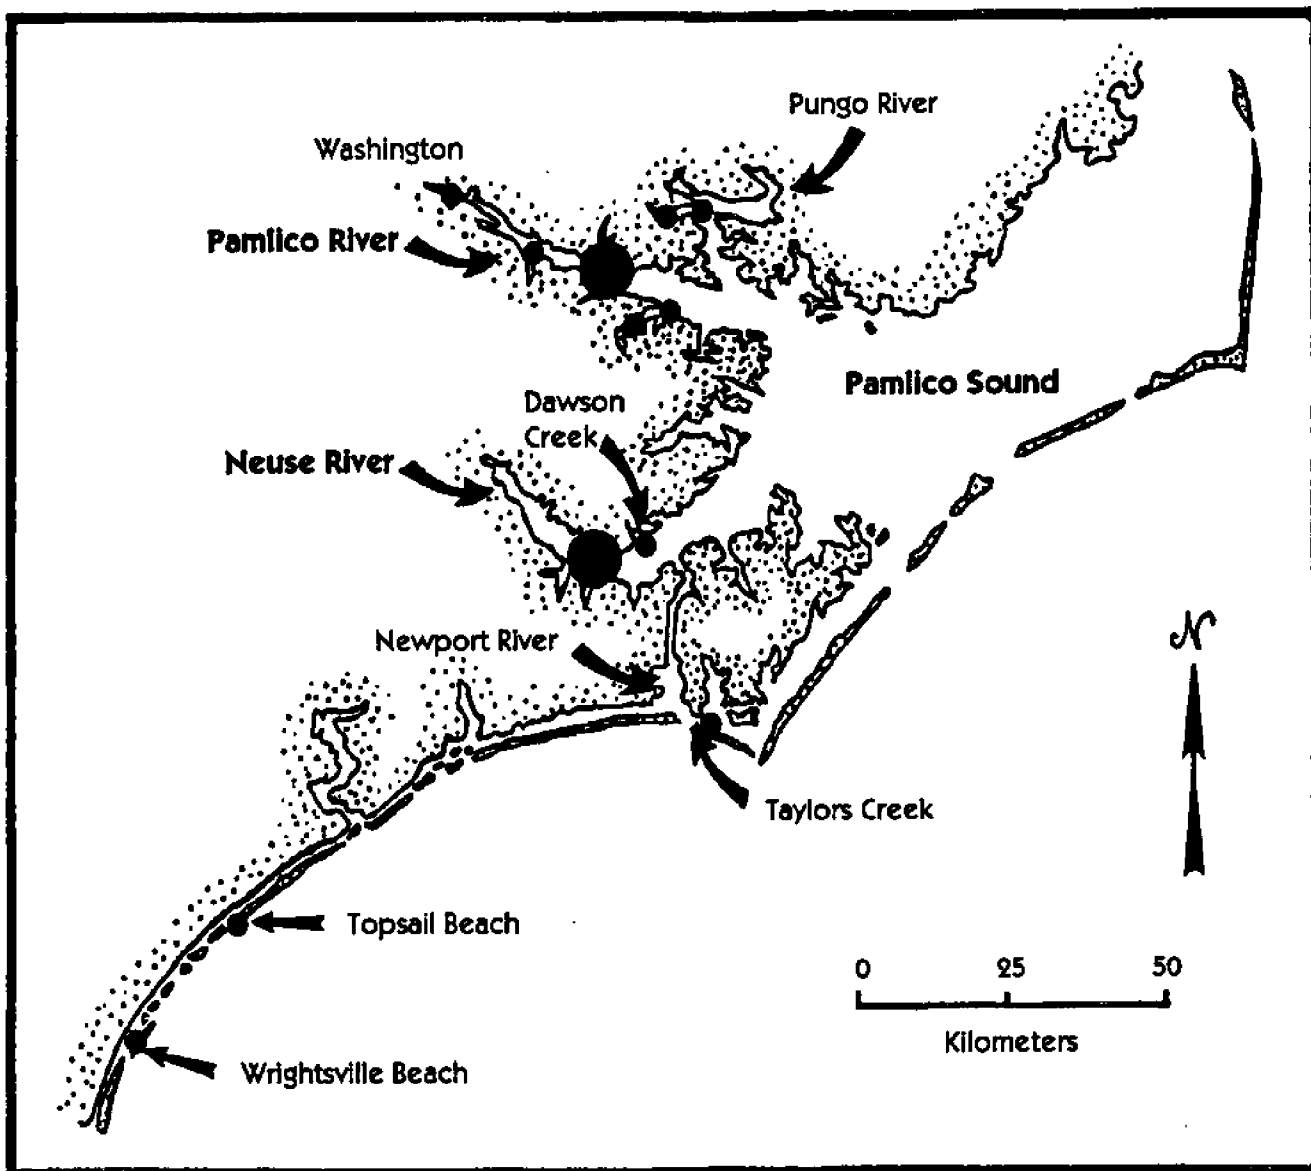 Pungo River
Washington
Pamlico River
Pamlico Sound
Dawson
Creek
Neuse River
N
Newport River
Taylors Creek
Topsail Beach
0 25 50
Kilometers
Wrightsville Beach